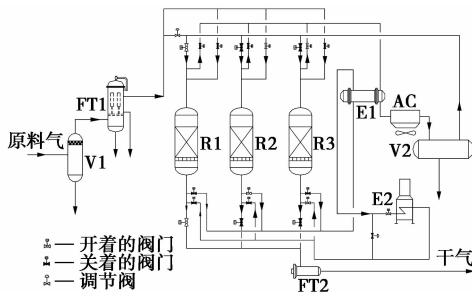 FT1
原料气
V1
R1
R2
R3
E1
AC
V2
E2
—开着的阀门
—关着的阀门
—调节阀
FT2
干气